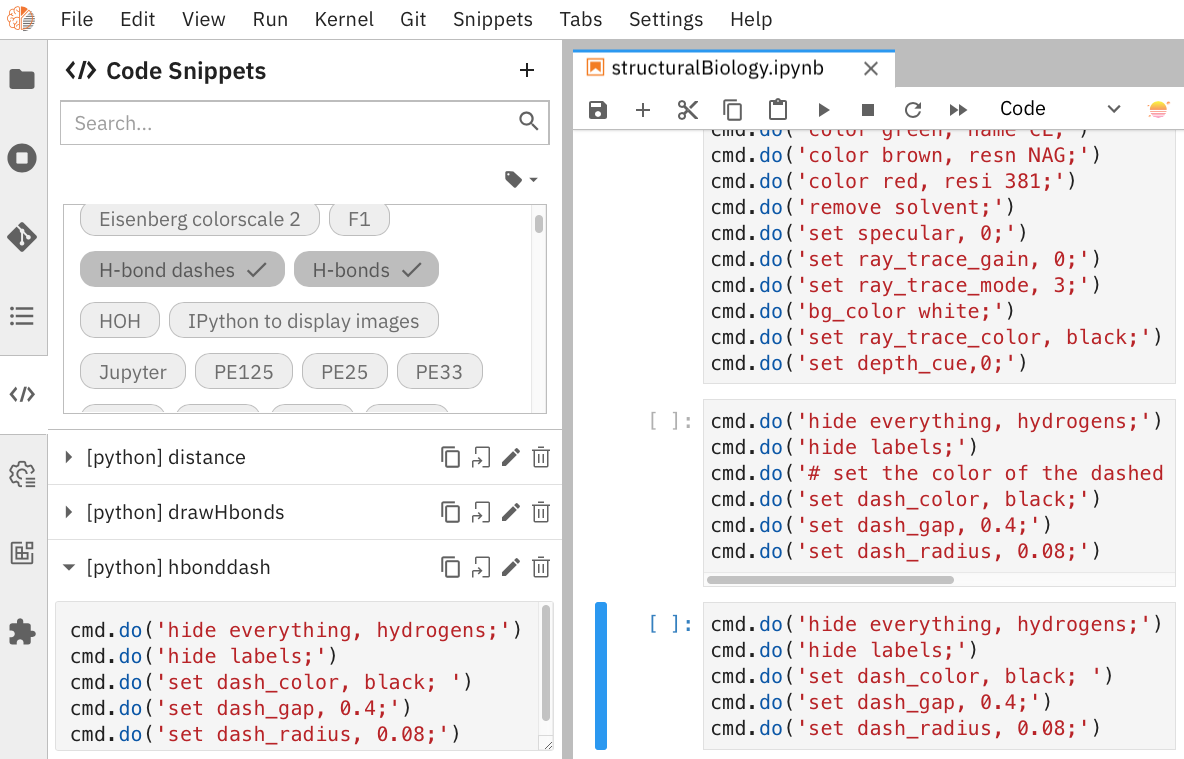 File Edit View Run Kernel Git Snippets Tabs Settings Help
</> Code Snippets +
Search...
Eisenberg colorscale 2 F1
H-bond dashes H-bonds
HOH IPython to display images
Jupyter PE125 PE25 PE33
[python] distance
[python] drawHbonds
[python] hbonddash
cmd.do('hide everything, hydrogens;')
cmd.do('hide labels;')
cmd.do('set dash_color, black; ')
cmd.do('set dash_gap, 0.4;')
cmd.do('set dash_radius, 0.08;')
structuralBiology.ipynb
Code
cmd.do('color green, name CL;')
cmd.do('color brown, resn NAG;')
cmd.do('color red, resi 381;')
cmd.do('remove solvent;')
cmd.do('set specular, 0;')
cmd.do('set ray_trace_gain, 0;')
cmd.do('set ray_trace_mode, 3;')
cmd.do('bg_color white;')
cmd.do('set ray_trace_color, black;')
cmd.do('set depth_cue,0;')
[ ]: cmd.do('hide everything, hydrogens;')
cmd.do('hide labels;')
cmd.do('# set the color of the dashed
cmd.do('set dash_color, black;')
cmd.do('set dash_gap, 0.4;')
cmd.do('set dash_radius, 0.08;')
[ ]: cmd.do('hide everything, hydrogens;')
cmd.do('hide labels;')
cmd.do('set dash_color, black; ')
cmd.do('set dash_gap, 0.4;')
cmd.do('set dash_radius, 0.08;')